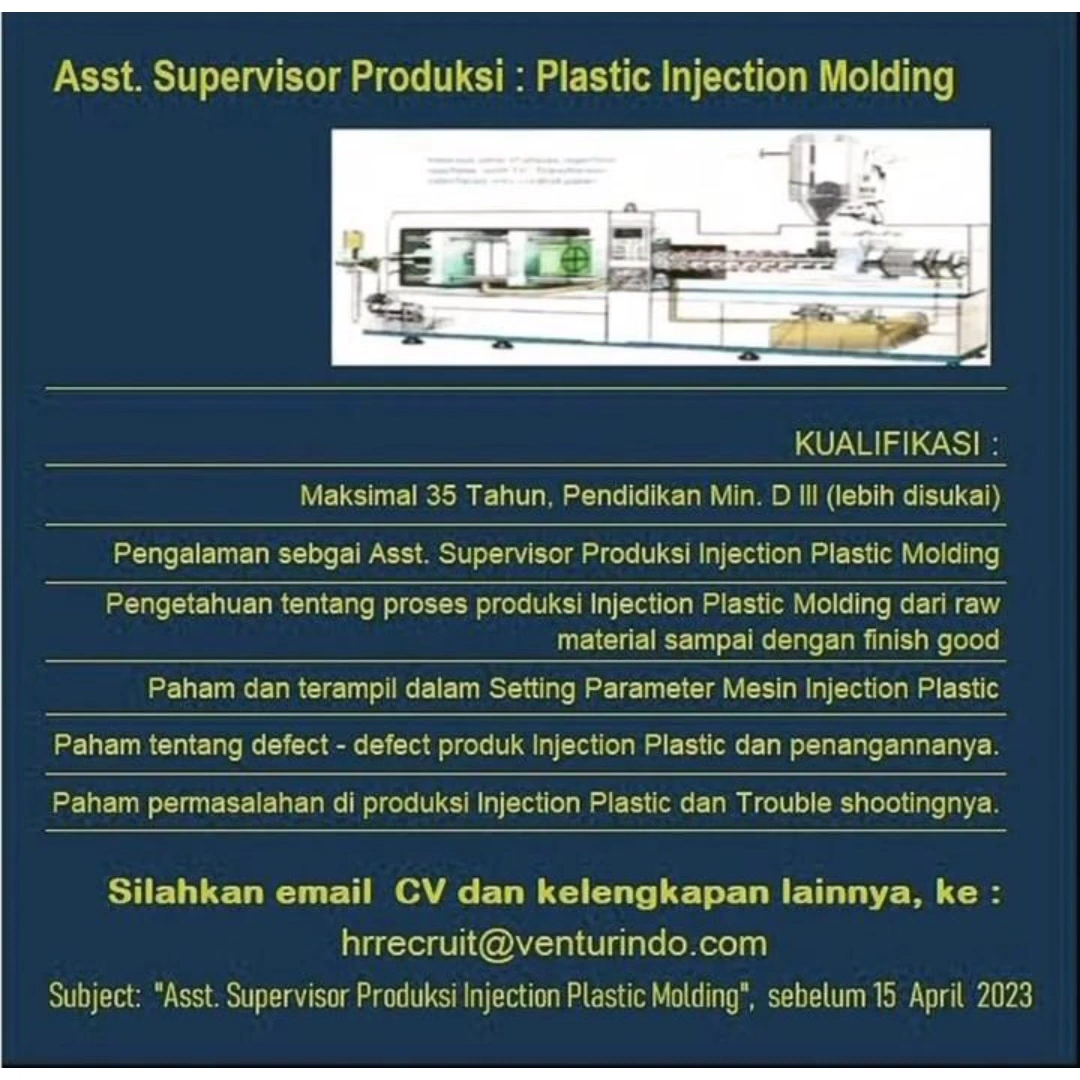 Asst. Supervisor Produksi : Plastic Injection Molding
KUALIFIKASI :
Maksimal 35 Tahun, Pendidikan Min. D III (lebih disukai)
Pengalaman sebgai Asst. Supervisor Produksi Injection Plastic Molding
Pengetahuan tentang proses produksi Injection Plastic Molding dari raw
material sampai dengan finish good
Paham dan terampil dalam Setting Parameter Mesin Injection Plastic
Paham tentang defect - defect produk Injection Plastic dan penangannanya.
Paham permasalahan di produksi Injection Plastic dan Trouble shootingnya.
Silahkan email CV dan kelengkapan lainnya, ke :
hrrecruit@venturindo.com
Subject: "Asst. Supervisor Produksi Injection Plastic Molding", sebelum 15 April 2023